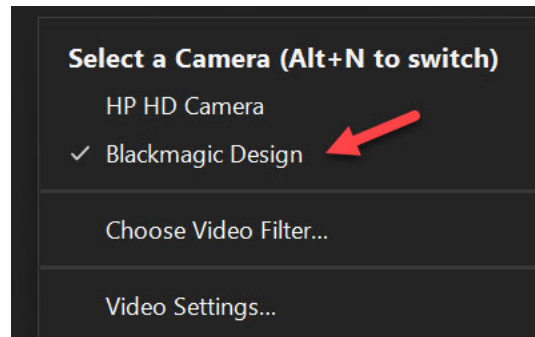 Select a Camera (Alt+N to switch)
HP HD Camera
Blackmagic Design
Choose Video Filter...
Video Settings...